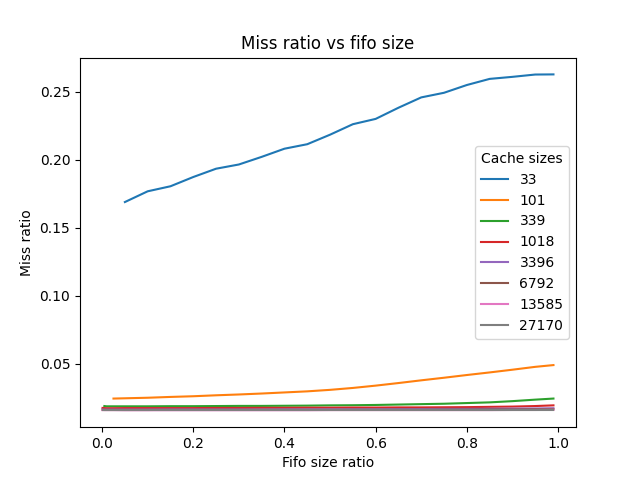 Miss ratio vs fifo size
Miss ratio
0.25
0.20
0.15
0.10
0.05
Cache sizes
33
101
339
1018
3396
6792
13585
27170
0.0 0.2 0.4 0.6 0.8 1.0
Fifo size ratio